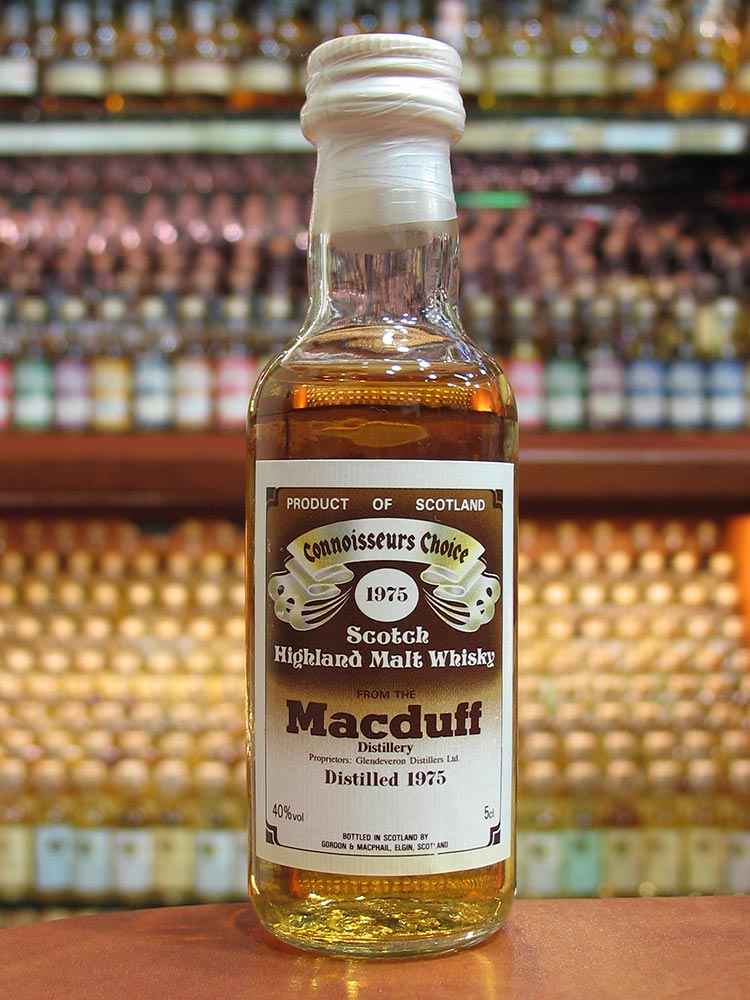 PRODUCT OF SCOTLAND
Connoisseurs Choice
1975
Scotch
Highland Malt Whisky
FROM THE
Macduff
Distillery
Proprietors: Glendeveron Distillers Ltd.
Distilled 1975
40%vol 5cl
BOTTLED IN SCOTLAND BY
GORDON & MACPHAIL, ELGIN, SCOTLAND